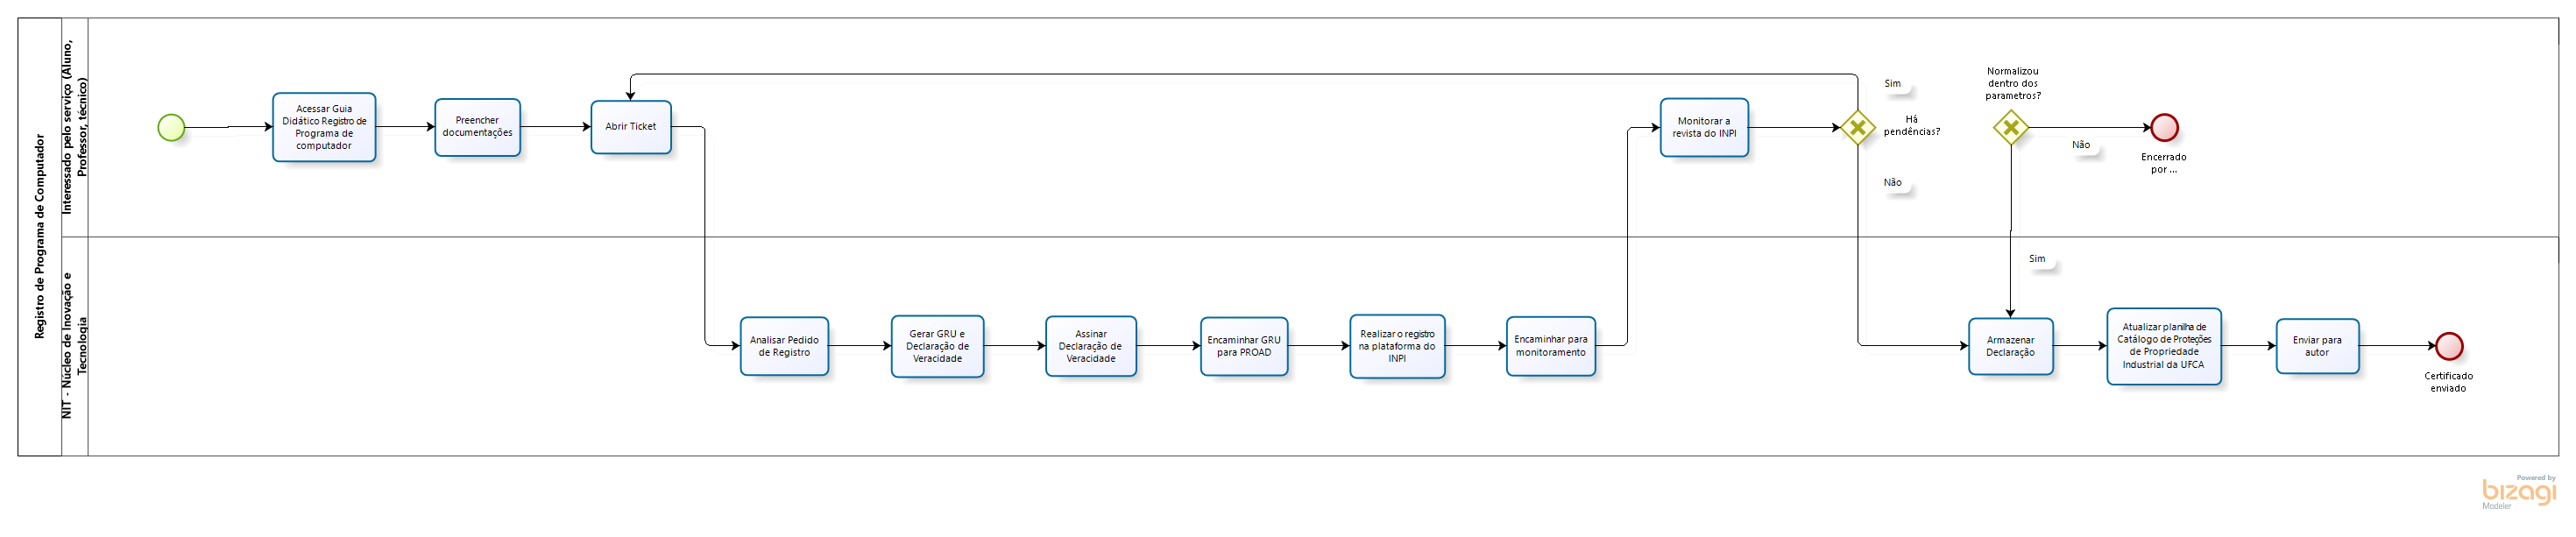 Registro de Programa de Computador
Interessado pelo serviço (Aluno,
Professor, técnico)
Acessar Guia
Didático Registro de
Programa de
computador
Preencher
documentações
Abrir Ticket
Monitorar a
revista do INPI
Sim
Há
pendências?
Não
Normalizou
dentro dos
parametros?
Não
Encerrado
por ...
Sim
NIT - Núcleo de Inovação e
Tecnologia
Analisar Pedido
de Registro
Gerar GRU e
Declaração de
Veracidade
Assinar
Declaração de
Veracidade
Encaminhar GRU
para PROAD
Realizar o registro
na plataforma do
INPI
Encaminhar para
monitoramento
Armazenar
Declaração
Atualizar planilha de
Catálogo de Proteções
de Propriedade
Industrial da UFCA
Enviar para
autor
Certificado
enviado
Powered by
bizagi
Modeler